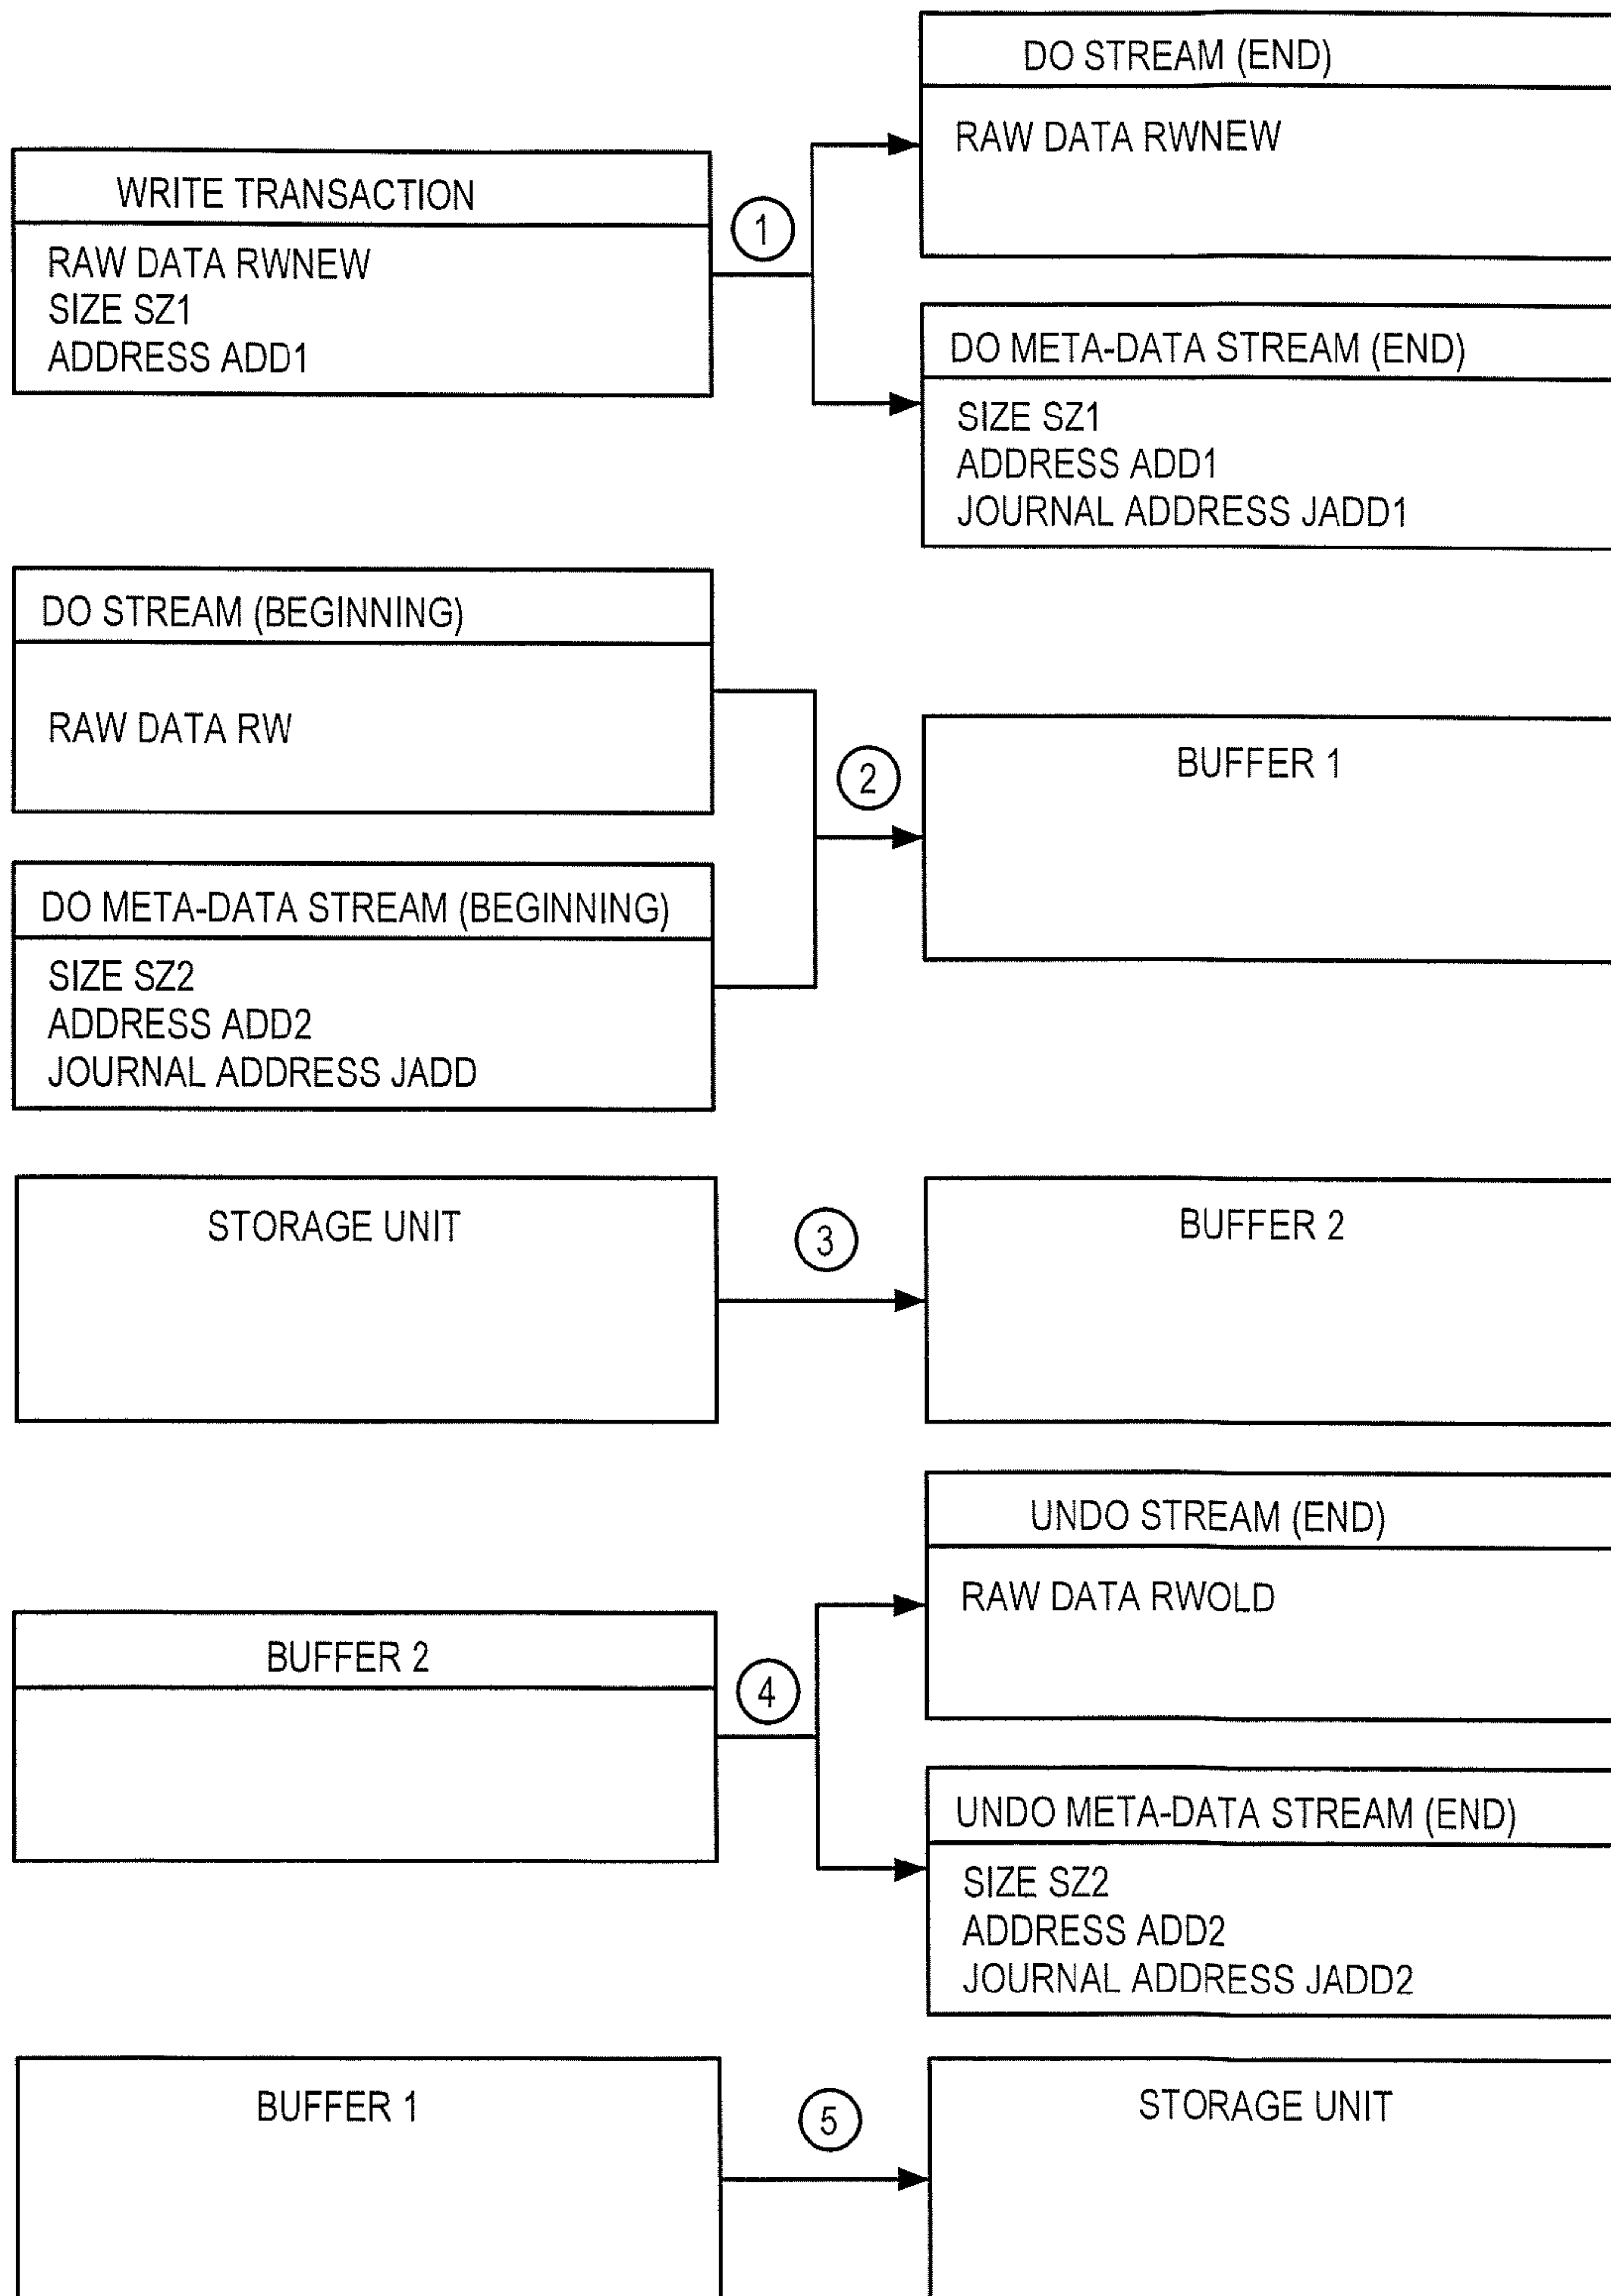 DO STREAM (END)
RAW DATA RWNEW
WRITE TRANSACTION
RAW DATA RWNEW
SIZE SZ1
ADDRESS ADD1
1
DO META-DATA STREAM (END)
SIZE SZ1
ADDRESS ADD1
JOURNAL ADDRESS JADD1
DO STREAM (BEGINNING)
RAW DATA RW
DO META-DATA STREAM (BEGINNING)
SIZE SZ2
ADDRESS ADD2
JOURNAL ADDRESS JADD
2
BUFFER 1
STORAGE UNIT
3
BUFFER 2
BUFFER 2
4
UNDO STREAM (END)
RAW DATA RWOLD
UNDO META-DATA STREAM (END)
SIZE SZ2
ADDRESS ADD2
JOURNAL ADDRESS JADD2
BUFFER 1
5
STORAGE UNIT